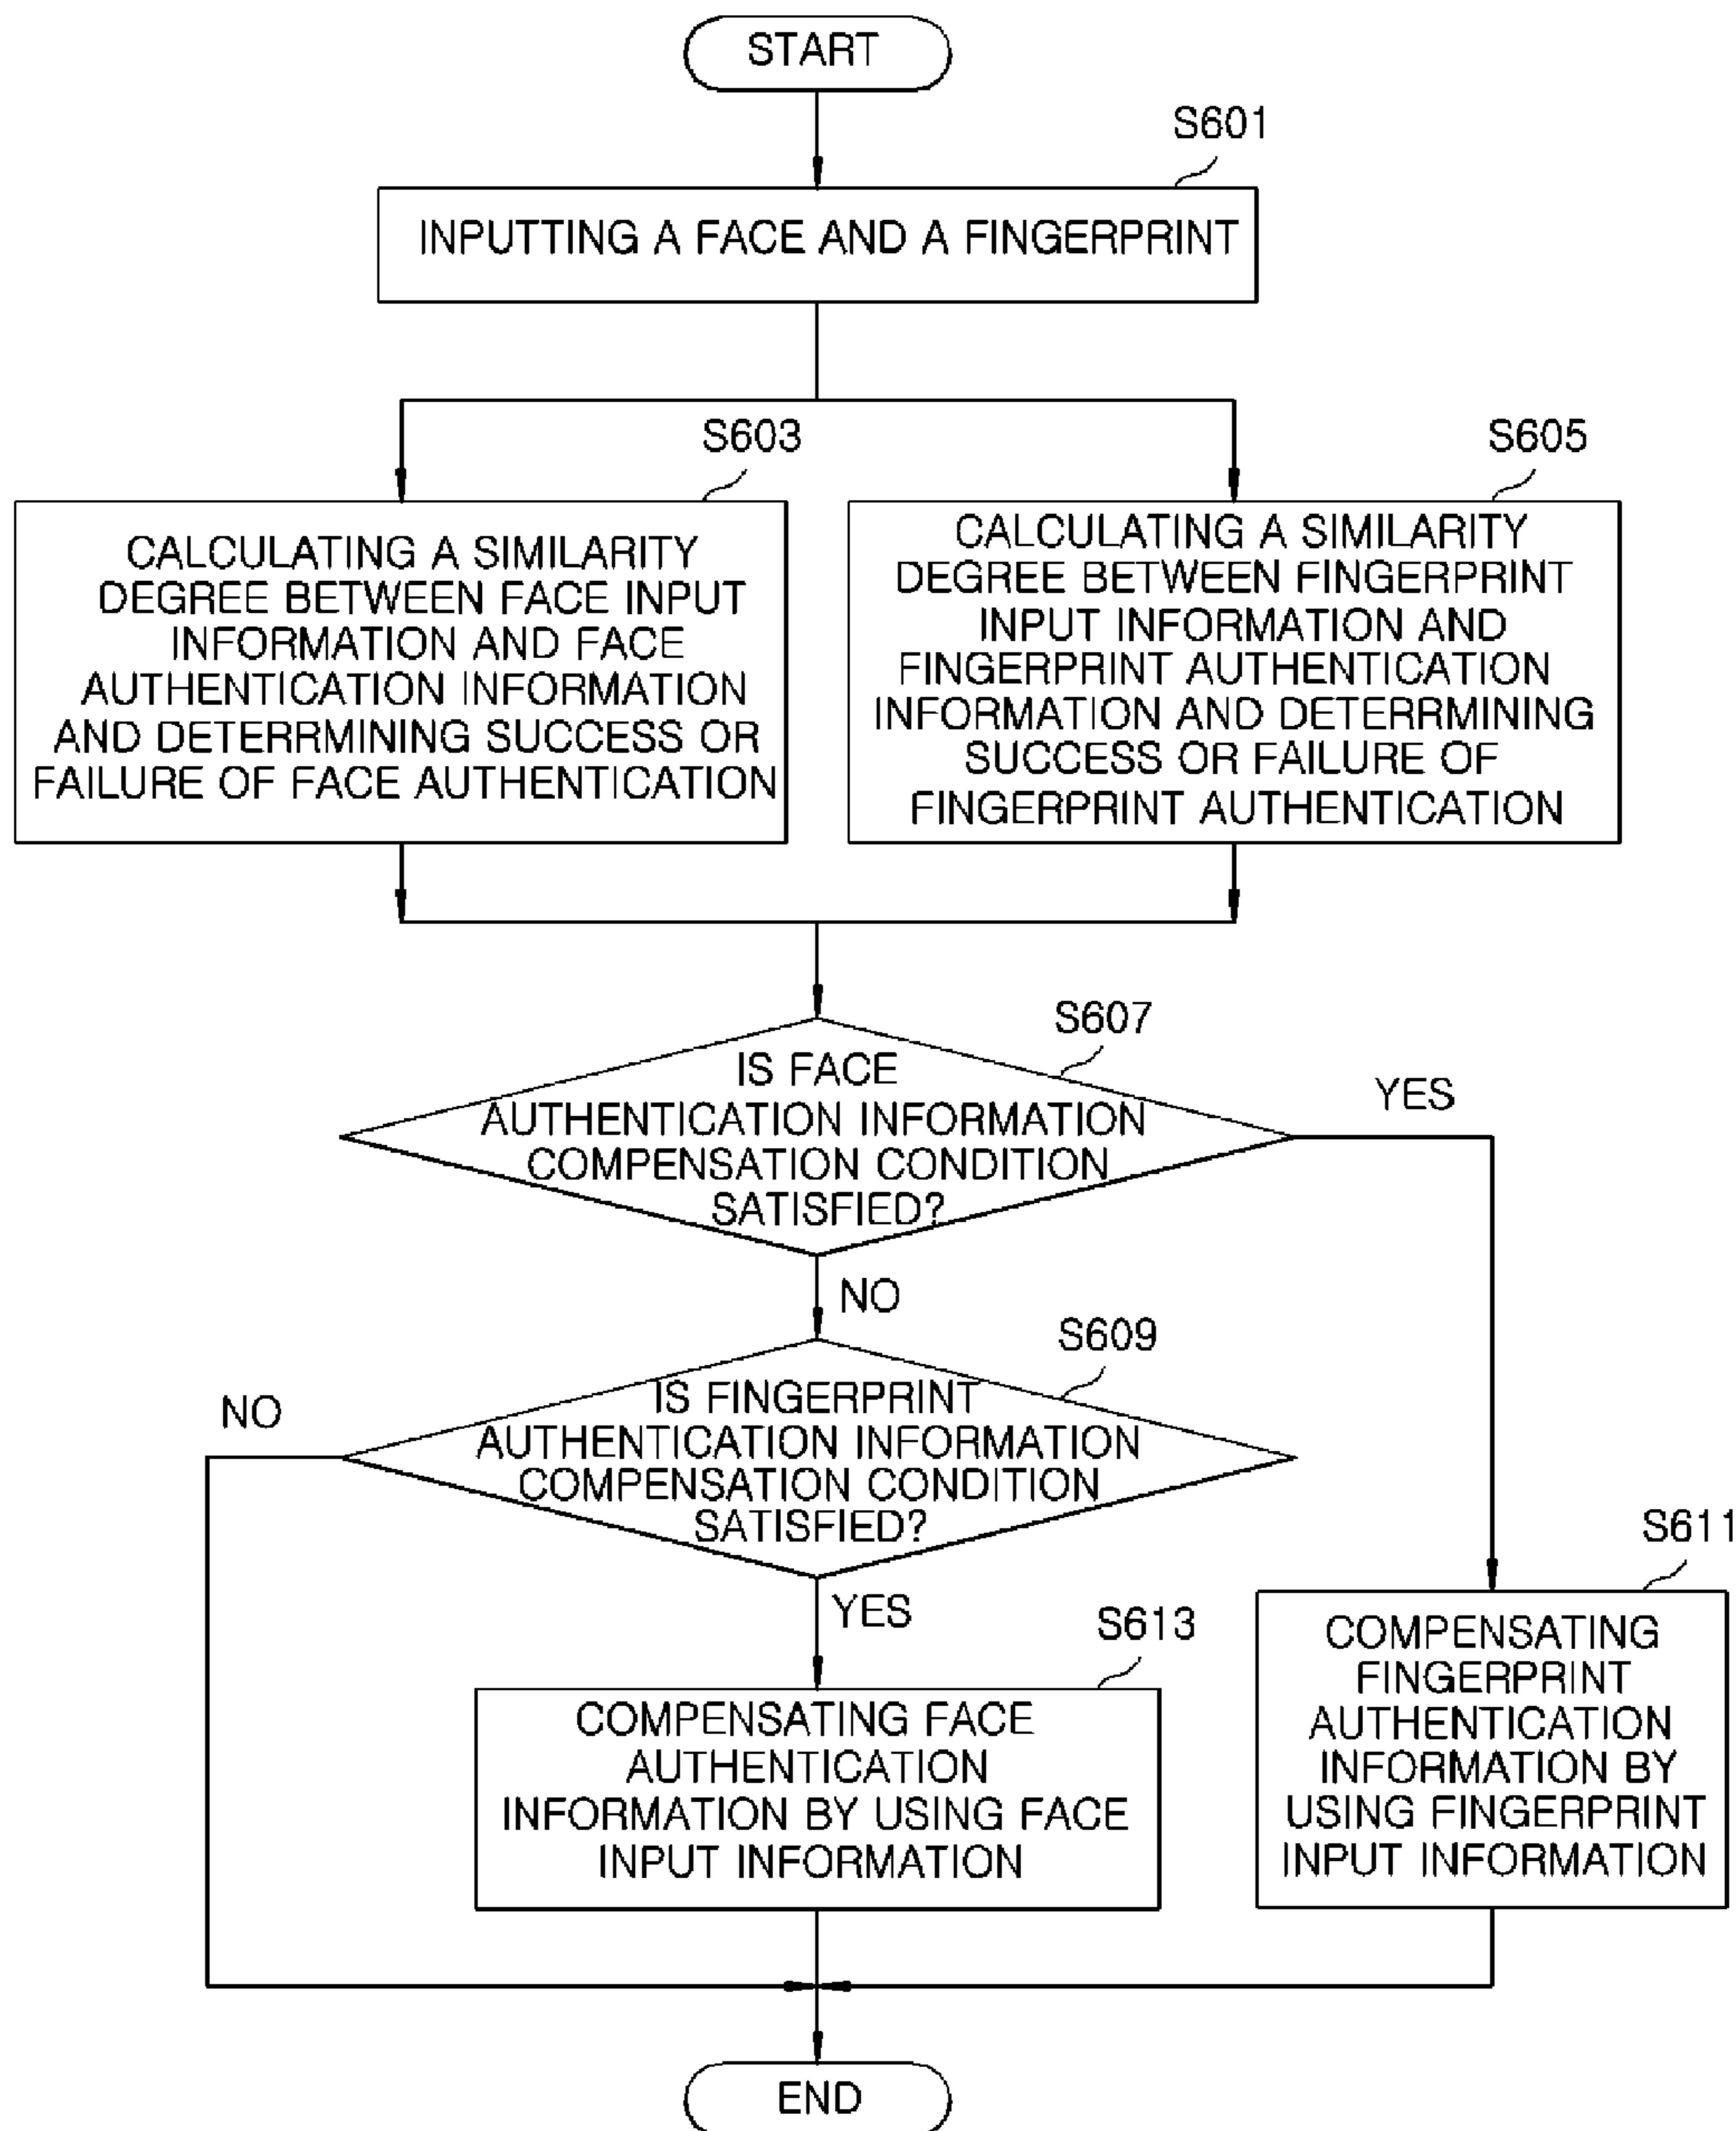 START
S601
INPUTTING A FACE AND A FINGERPRINT
S603
CALCULATING A SIMILARITY
DEGREE BETWEEN FACE INPUT
INFORMATION AND FACE
AUTHENTICATION INFORMATION
AND DETERRMINING SUCCESS OR
FAILURE OF FACE AUTHENTICATION
S605
CALCULATING A SIMILARITY
DEGREE BETWEEN FINGERPRINT
INPUT INFORMATION AND
FINGERPRINT AUTHENTICATION
INFORMATION AND DETERRMINING
SUCCESS OR FAILURE OF
FINGERPRINT AUTHENTICATION
S607
IS FACE
AUTHENTICATION INFORMATION
COMPENSATION CONDITION
SATISFIED?
YES
NO
S609
IS FINGERPRINT
AUTHENTICATION INFORMATION
COMPENSATION CONDITION
SATISFIED?
NO
YES
S613
COMPENSATING FACE
AUTHENTICATION
INFORMATION BY USING FACE
INPUT INFORMATION
S611
COMPENSATING
FINGERPRINT
AUTHENTICATION
INFORMATION BY
USING FINGERPRINT
INPUT INFORMATION
END